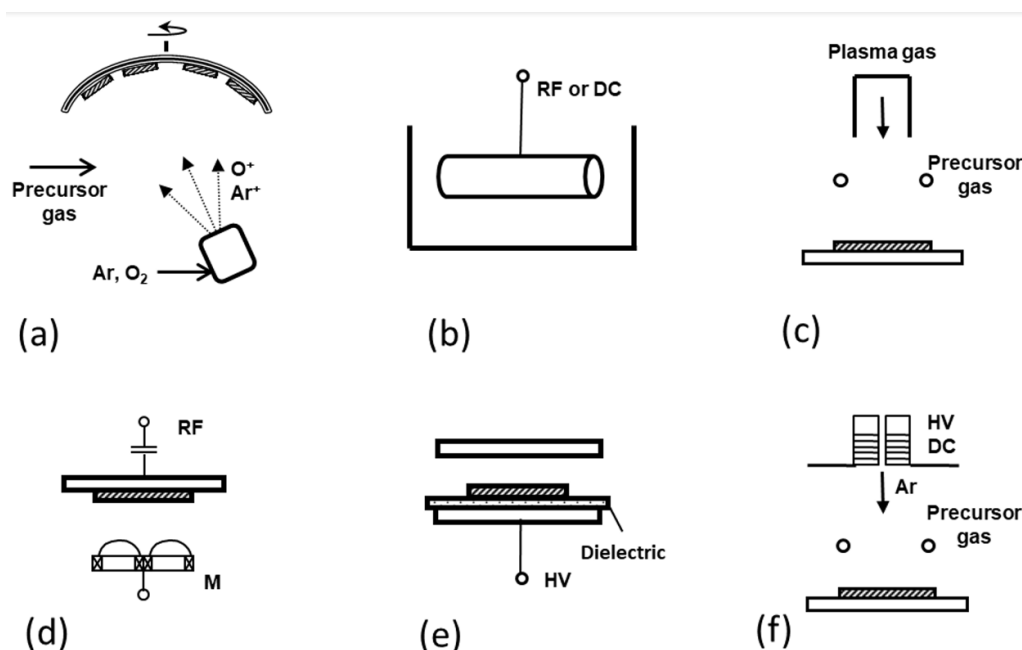 O⁺
Ar⁺
Precursor
gas
Ar, O₂
(a)
RF or DC
(b)
Plasma gas
Precursor
gas
(c)
RF
M
(d)
Dielectric
HV
(e)
HV
DC
Ar
Precursor
gas
(f)